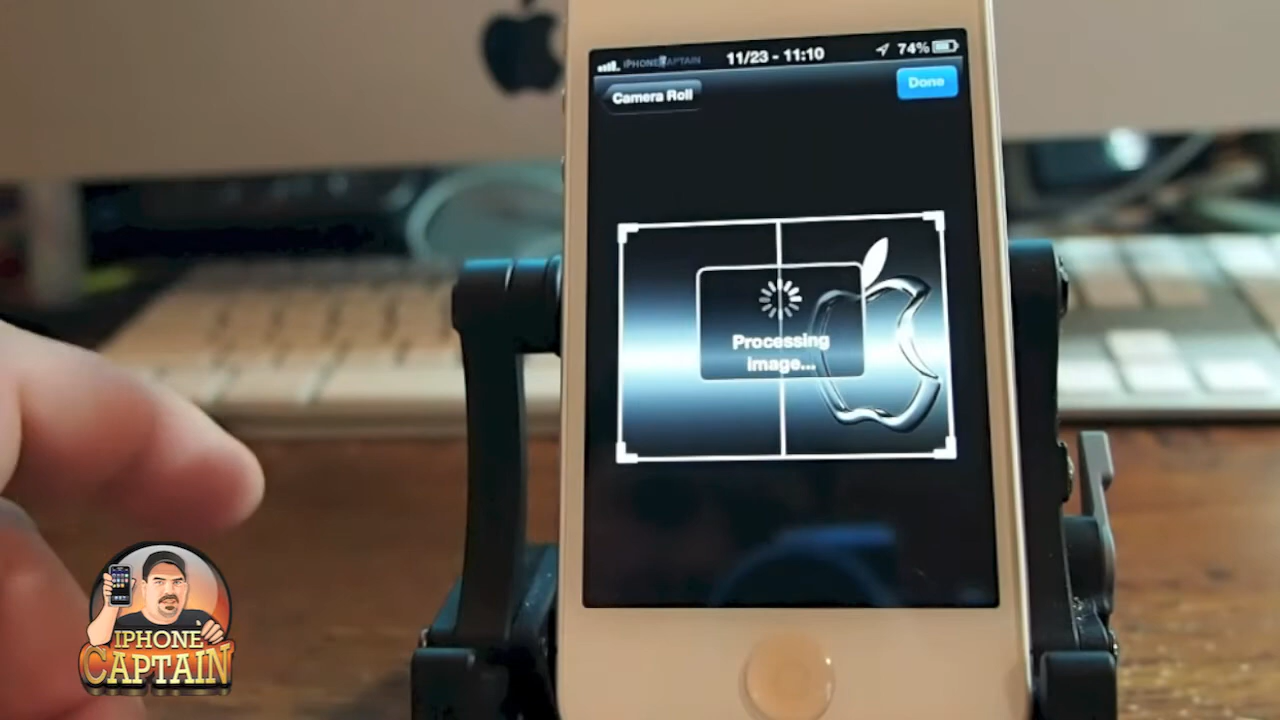 iPHONE CAPTAIN 11/23 - 11:10 74%
Camera Roll
Done
Processing
image...
IPHONE
CAPTAIN